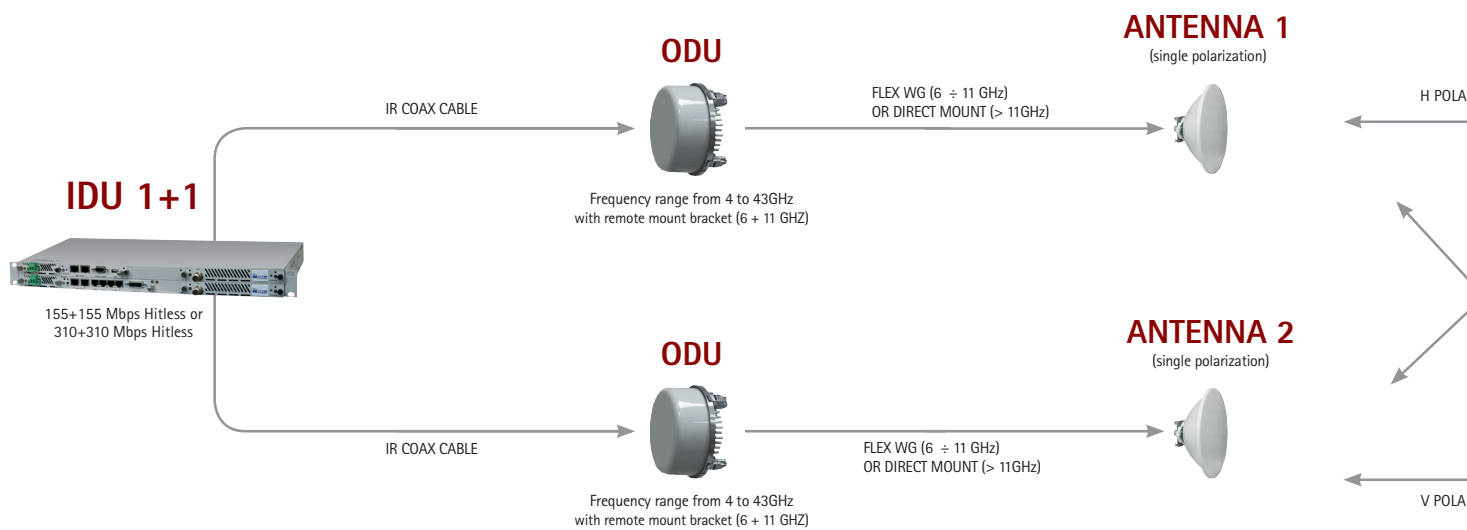 ANTENNA 1
(single polarization)
ODU
FLEX WG (6 ÷ 11 GHz)
OR DIRECT MOUNT (> 11GHz)
IR COAX CABLE
H POLA
IDU 1+1
Frequency range from 4 to 43GHz
with remote mount bracket (6 + 11 GHZ)
155+155 Mbps Hitless or
310+310 Mbps Hitless
ANTENNA 2
(single polarization)
ODU
IR COAX CABLE
FLEX WG (6 ÷ 11 GHz)
OR DIRECT MOUNT (> 11GHz)
V POLA
Frequency range from 4 to 43GHz
with remote mount bracket (6 + 11 GHZ)